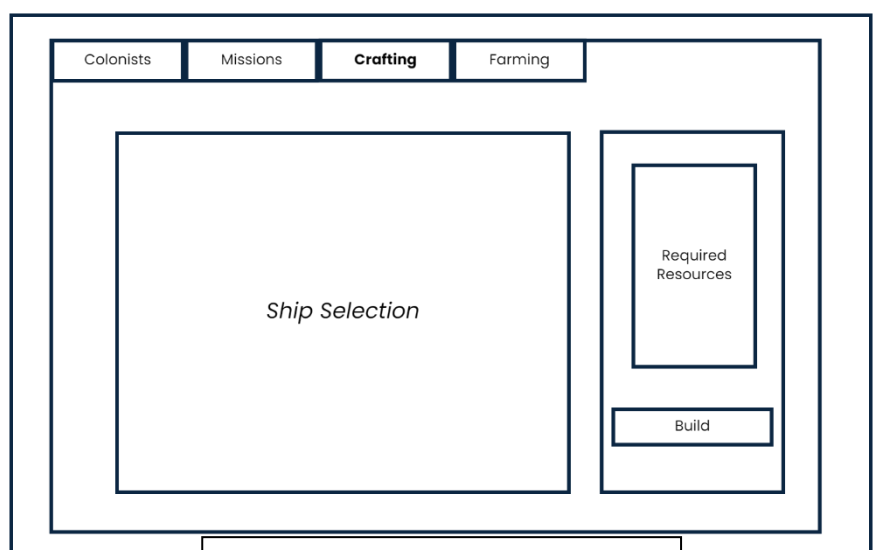 Colonists Missions Crafting Farming
Ship Selection
Required
Resources
Build